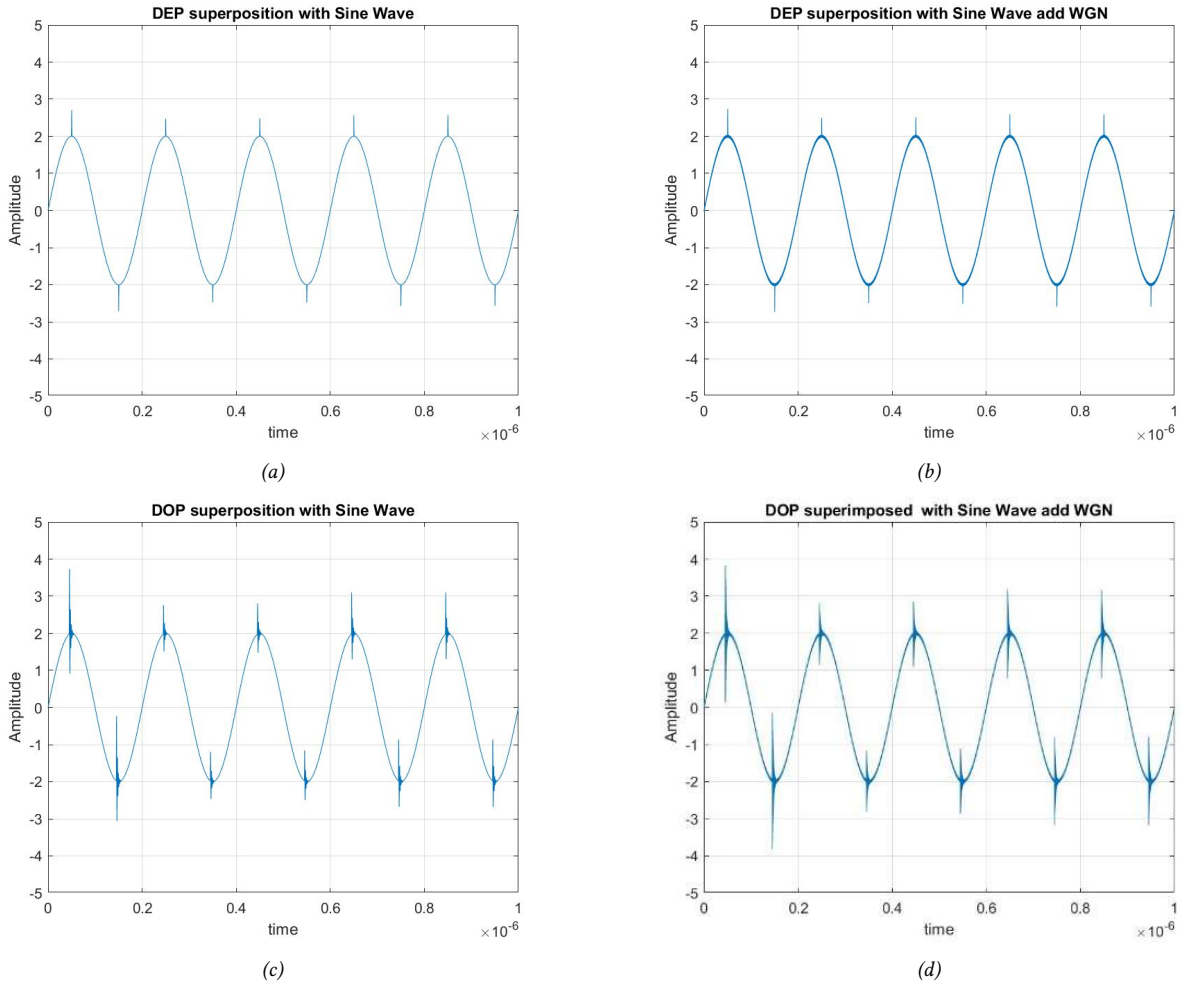 DEP superposition with Sine Wave
5
4
3
2
1
0
-1
-2
-3
-4
-5
Amplitude
0 0.2 0.4 0.6 0.8 1
time
×10-6
(a)
DEP superposition with Sine Wave add WGN
5
4
3
2
1
0
-1
-2
-3
-4
-5
Amplitude
0 0.2 0.4 0.6 0.8 1
time
×10-6
(b)
DOP superposition with Sine Wave
5
4
3
2
1
0
-1
-2
-3
-4
-5
Amplitude
0 0.2 0.4 0.6 0.8 1
time
×10-6
(c)
DOP superimposed with Sine Wave add WGN
5
4
3
2
1
0
-1
-2
-3
-4
-5
Amplitude
0 0.2 0.4 0.6 0.8 1
time
×10-6
(d)